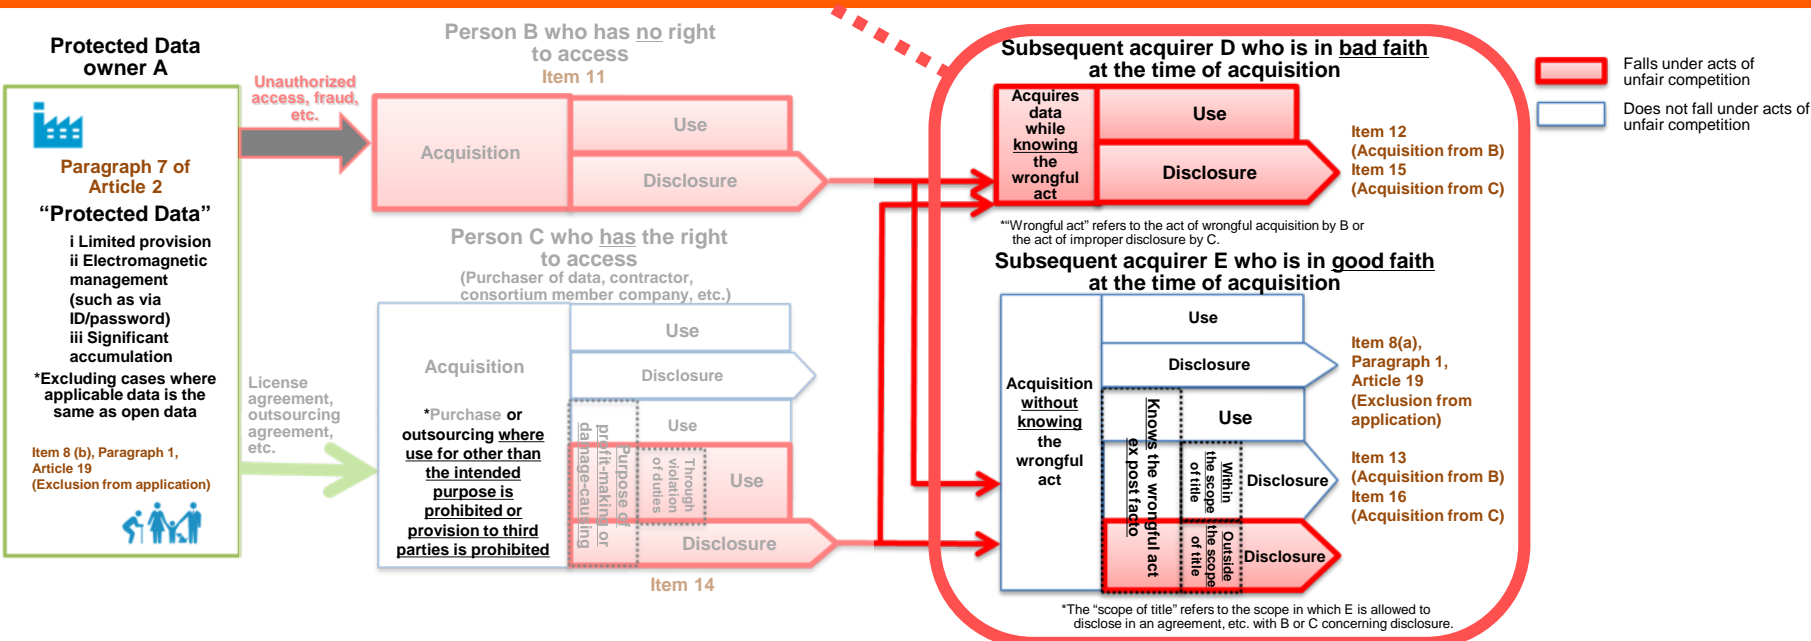 Protected Data
owner A
Paragraph 7 of
Article 2
“Protected Data”
i Limited provision
ii Electromagnetic
management
(such as via
ID/password)
iii Significant
accumulation
*Excluding cases where
applicable data is the
same as open data
Item 8 (b), Paragraph 1,
Article 19
(Exclusion from application)
Unauthorized
access, fraud,
etc.
License
agreement,
outsourcing
agreement,
etc.
Person B who has no right
to access
Item 11
Acquisition
Use
Disclosure
Person C who has the right
to access
(Purchaser of data, contractor,
consortium member company, etc.)
Acquisition
*Purchase or
outsourcing where
use for other than
the intended
purpose is
prohibited or
provision to third
parties is prohibited
Use
Disclosure
Use
Purpose of
profit-making or
damage-causing
Through
violation
of duties
Use
Disclosure
Item 14
Subsequent acquirer D who is in bad faith
at the time of acquisition
Acquires
data
while
knowing
the
wrongful
act
Use
Disclosure
Item 12
(Acquisition from B)
Item 15
(Acquisition from C)
*“Wrongful act” refers to the act of wrongful acquisition by B or
the act of improper disclosure by C.
Subsequent acquirer E who is in good faith
at the time of acquisition
Acquisition
without
knowing
the
wrongful
act
Use
Disclosure
Knows the wrongful act
ex post facto
Use
Within
the scope
of title
Disclosure
Outside
the scope
of title
Disclosure
Item 8(a),
Paragraph 1,
Article 19
(Exclusion from
application)
Item 13
(Acquisition from B)
Item 16
(Acquisition from C)
*The “scope of title” refers to the scope in which E is allowed to
disclose in an agreement, etc. with B or C concerning disclosure.
Falls under acts of
unfair competition
Does not fall under acts of
unfair competition